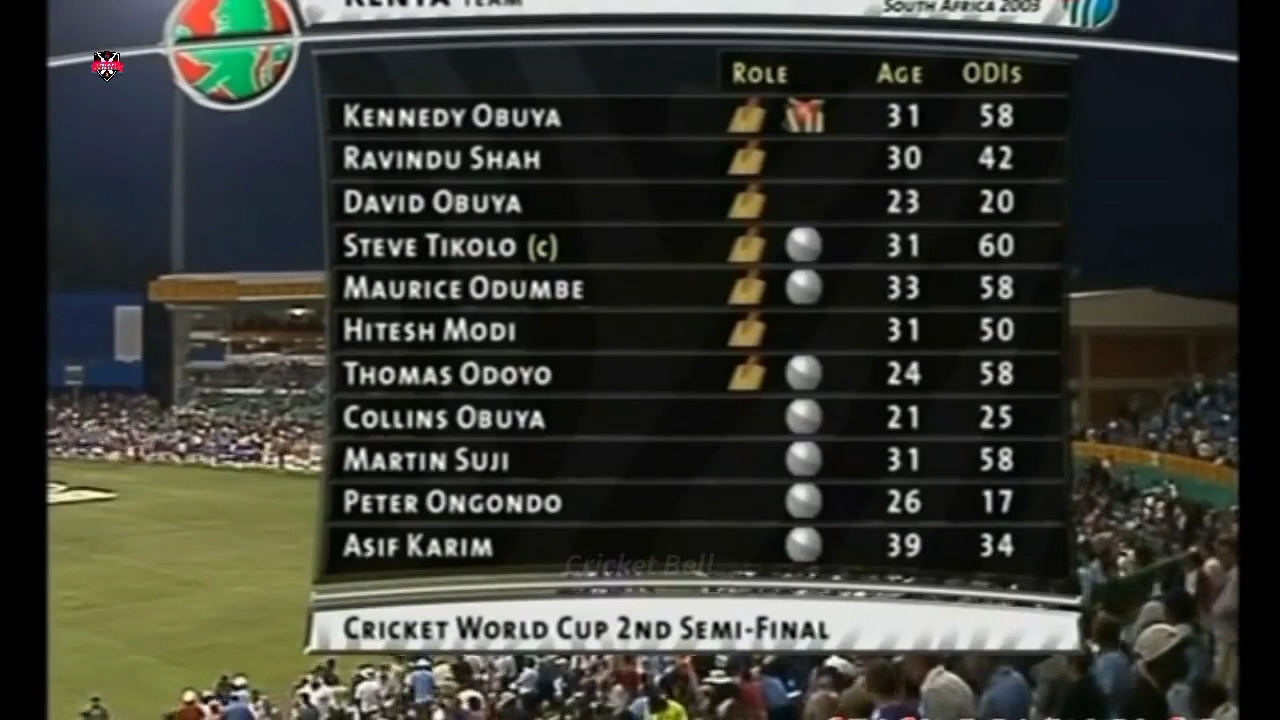 KENYA TEAM
SOUTH AFRICA 2003
ROLE AGE ODIS
KENNEDY OBUYA 31 58
RAVINDU SHAH 30 42
DAVID OBUYA 23 20
STEVE TIKOLO (C) 31 60
MAURICE ODUMBE 33 58
HITESH MODI 31 50
THOMAS ODOYO 24 58
COLLINS OBUYA 21 25
MARTIN SUJI 31 58
PETER ONGONDO 26 17
ASIF KARIM 39 34
Cricket Bell
CRICKET WORLD CUP 2ND SEMI-FINAL